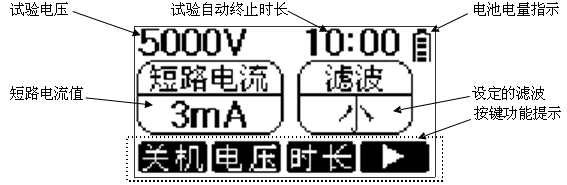 试验电压
试验自动终止时长
电池电量指示
5000V
10:00
短路电流
滤波
短路电流值
3mA
小
设定的滤波
按键功能提示
关机
电压
时长